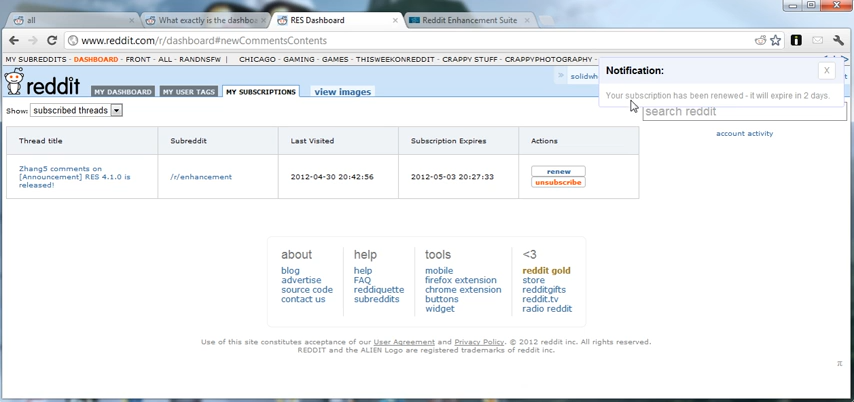 all
What exactly is the dashbo
RES Dashboard
Reddit Enhancement Suite
www.reddit.com/r/dashboard#newCommentsContents
MY SUBREDDITS · DASHBOARD · FRONT · ALL · RANDNSFW | CHICAGO · GAMING · GAMES · THISWEEKONREDDIT · CRAPPY STUFF · CRAPPYPHOTOGRAPHY ·
Notification: X
Your subscription has been renewed - it will expire in 2 days.
reddit MY DASHBOARD MY USER TAGS MY SUBSCRIPTIONS view images » solidwh
Show: subscribed threads
search reddit
account activity
Thread title Subreddit Last Visited Subscription Expires Actions
Zhang5 comments on
[Announcement] RES 4.1.0 is
released!
/r/enhancement
2012-04-30 20:42:56
2012-05-03 20:27:33
renew
unsubscribe
about
blog
advertise
source code
contact us
help
help
FAQ
reddiquette
subreddits
tools
mobile
firefox extension
chrome extension
buttons
widget
<3
reddit gold
store
redditgifts
reddit.tv
radio reddit
Use of this site constitutes acceptance of our User Agreement and Privacy Policy. © 2012 reddit inc. All rights reserved.
REDDIT and the ALIEN Logo are registered trademarks of reddit inc.
π